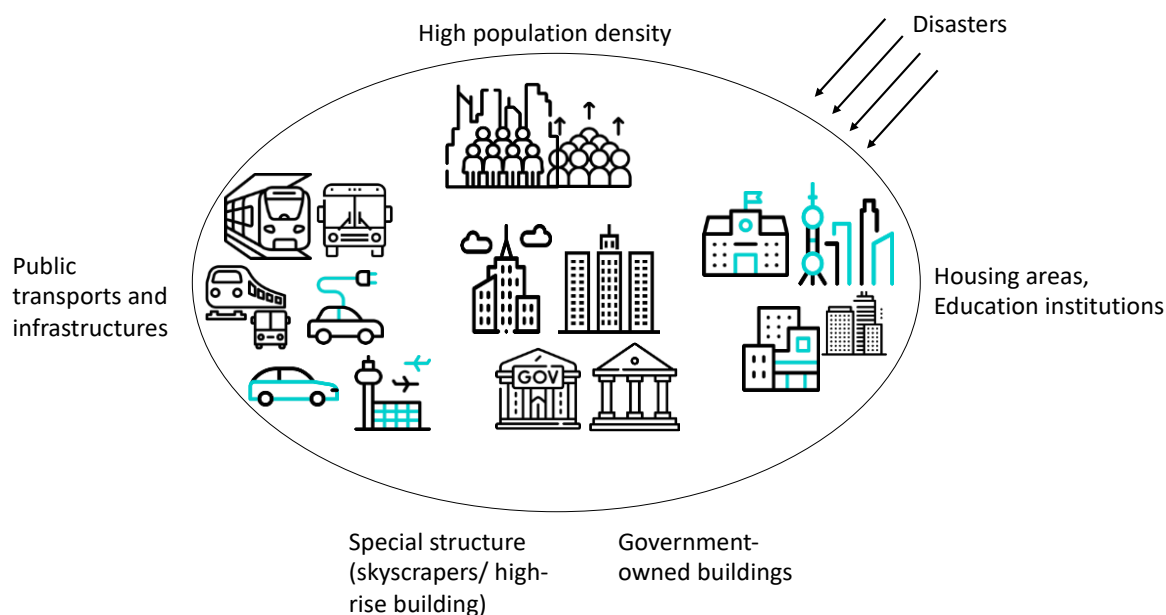 High population density
Disasters
Public
transports and
infrastructures
GOV
Housing areas,
Education institutions
Special structure
(skyscrapers/ high-
rise building)
Government-
owned buildings